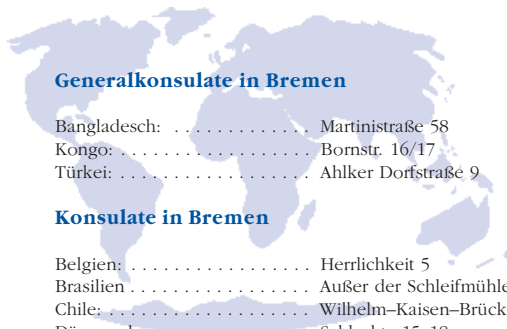 Generalkonsulate in Bremen
Bangladesch: . . . . . . . . . . . . . Martinistraße 58
Kongo: . . . . . . . . . . . . . . . . . . Bornstr. 16/17
Türkei: . . . . . . . . . . . . . . . . . . Ahlker Dorfstraße 9
Konsulate in Bremen
Belgien: . . . . . . . . . . . . . . . . . Herrlichkeit 5
Brasilien . . . . . . . . . . . . . . . . . Außer der Schleifmühle
Chile: . . . . . . . . . . . . . . . . . . . Wilhelm–Kaisen–Brück